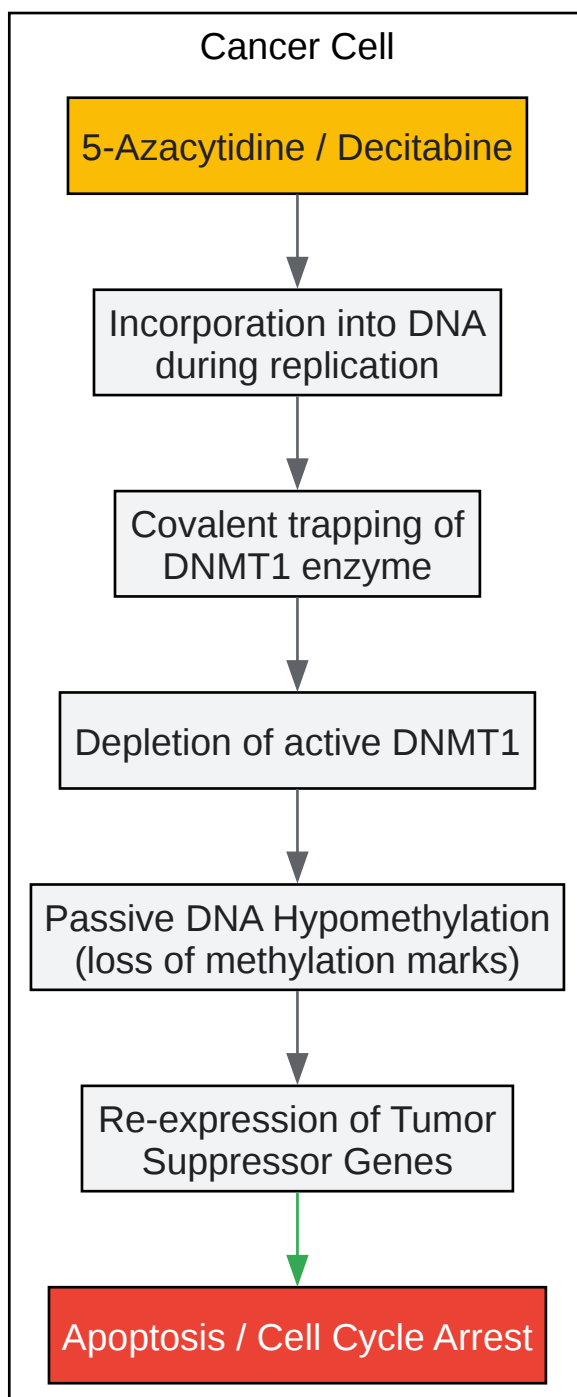 Cancer Cell
5-Azacytidine / Decitabine
Incorporation into DNA
during replication
Covalent trapping of
DNMT1 enzyme
Depletion of active DNMT1
Passive DNA Hypomethylation
(loss of methylation marks)
Re-expression of Tumor
Suppressor Genes
Apoptosis / Cell Cycle Arrest